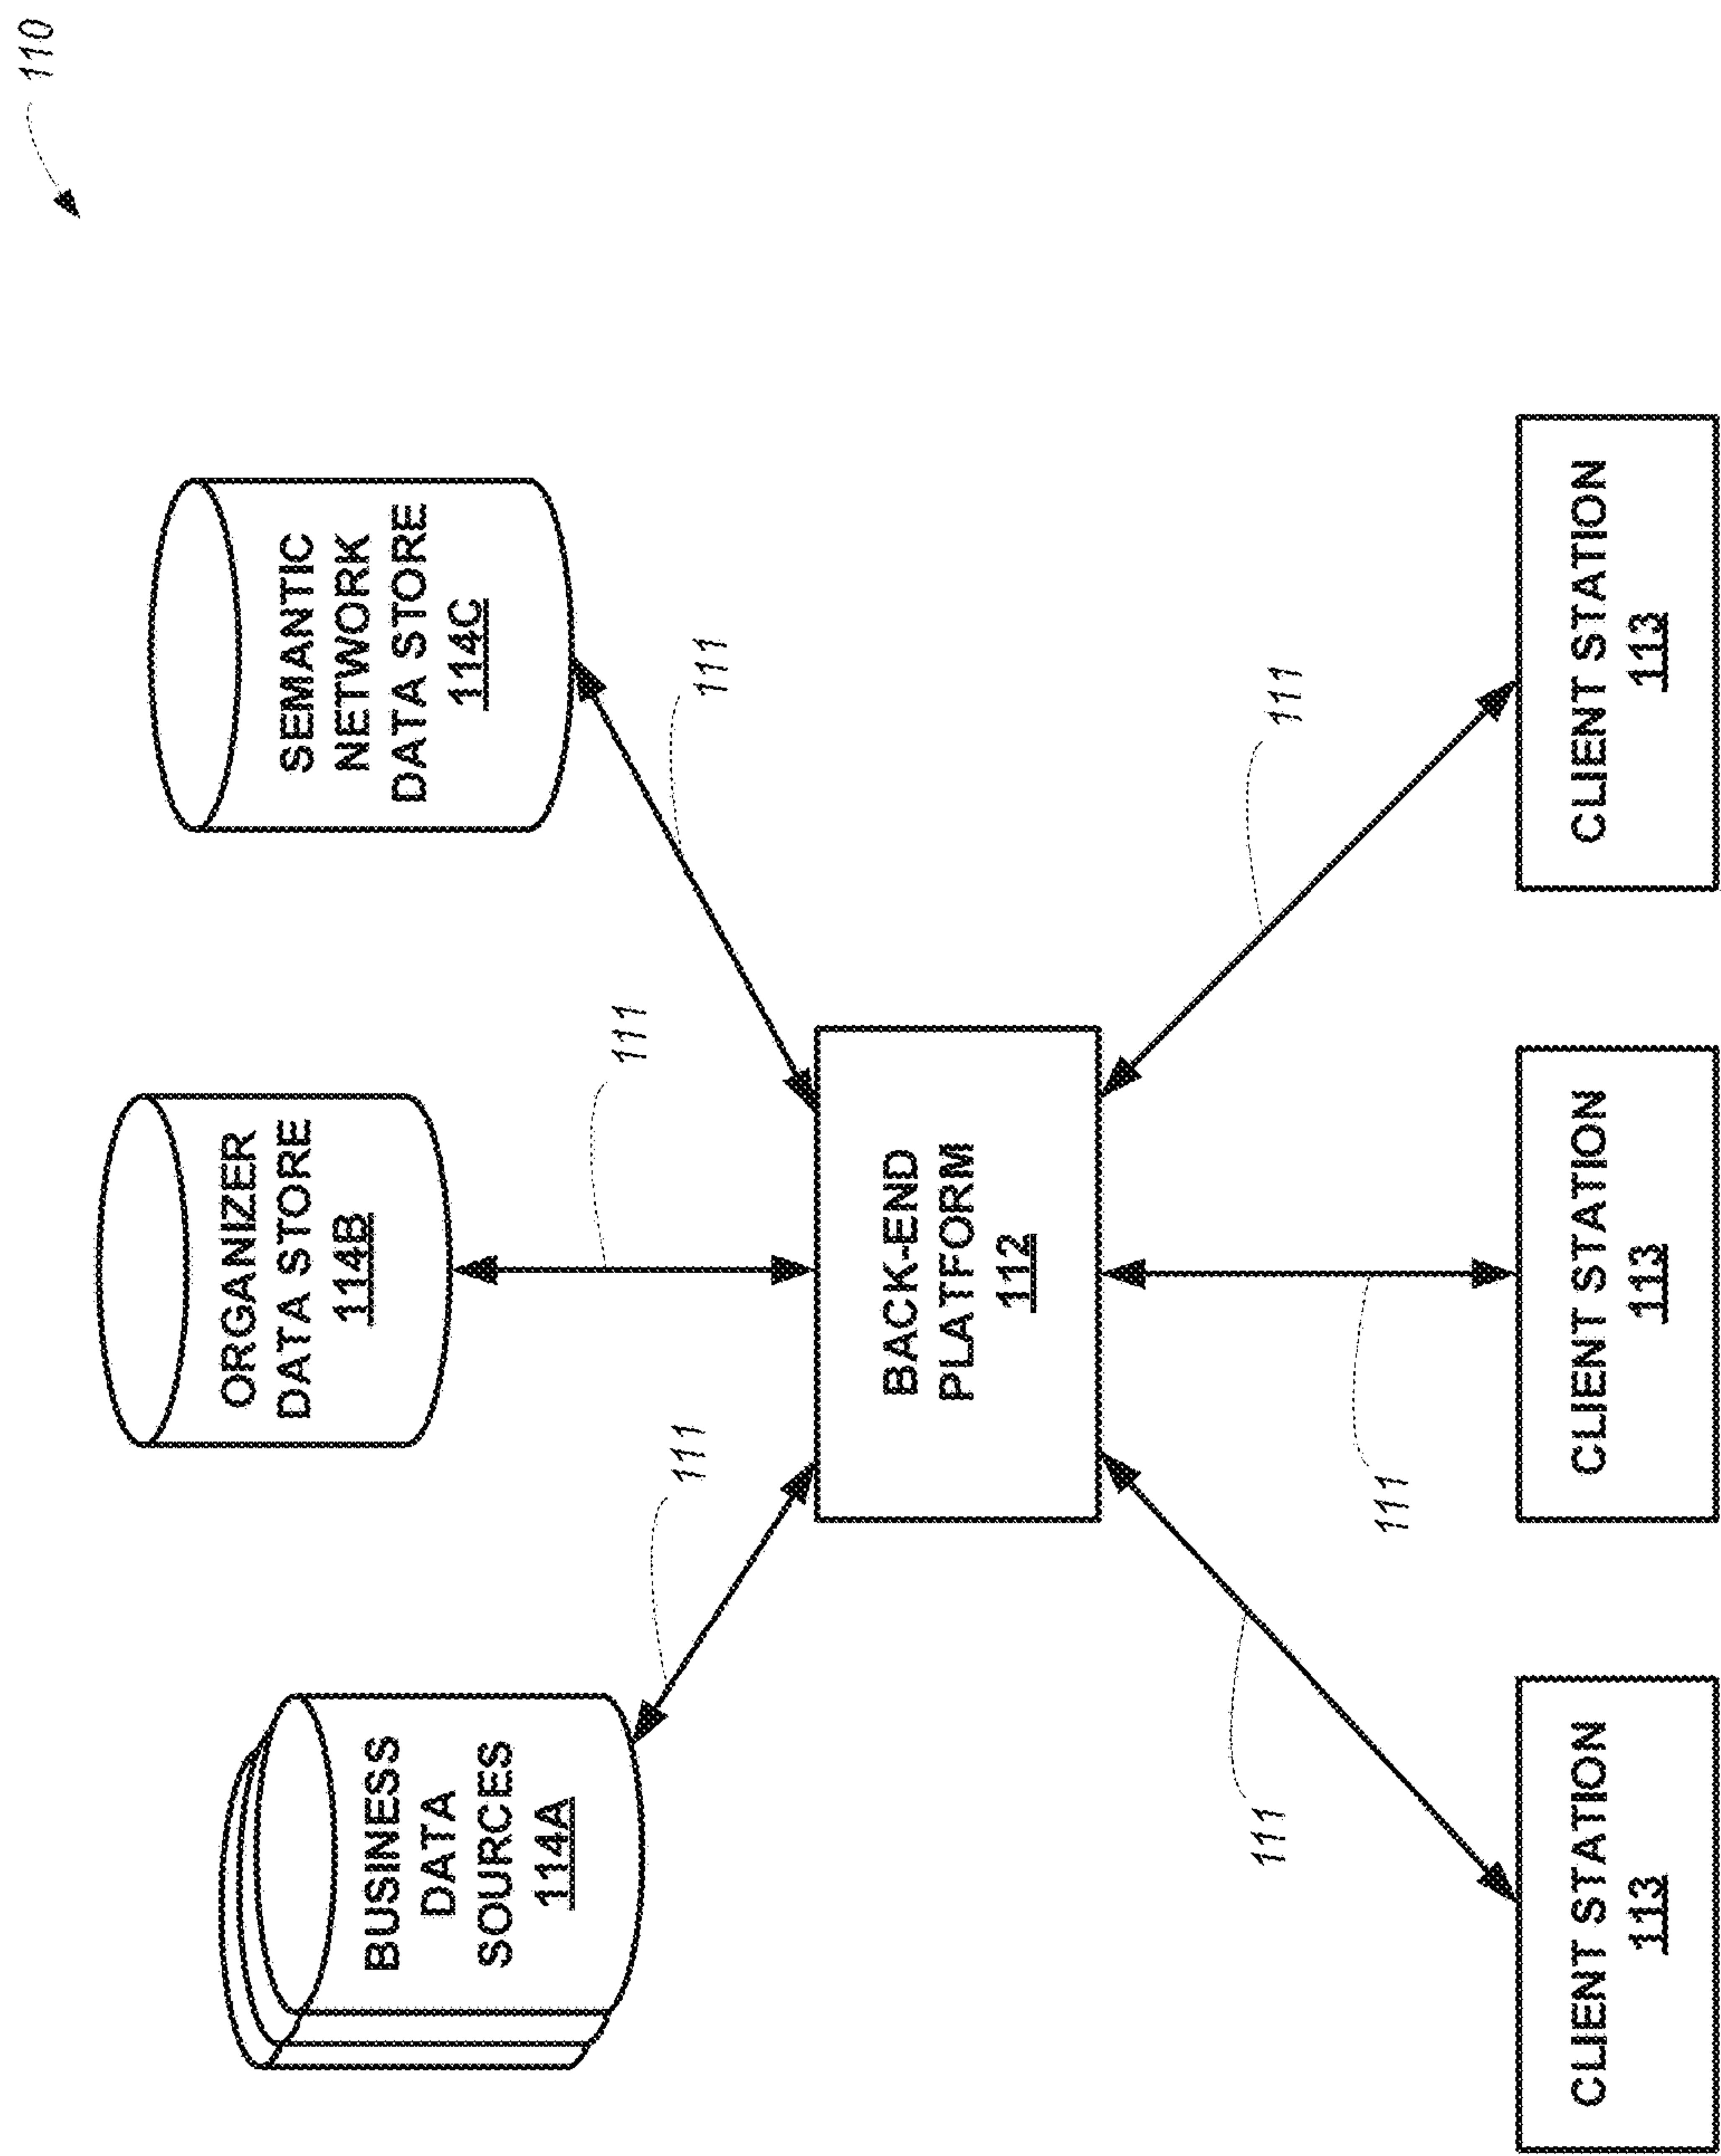 110
BUSINESS
DATA
SOURCES
114A
ORGANIZER
DATA STORE
114B
SEMANTIC
NETWORK
DATA STORE
114C
111
111
111
BACK-END
PLATFORM
112
111
111
111
CLIENT STATION
113
CLIENT STATION
113
CLIENT STATION
113